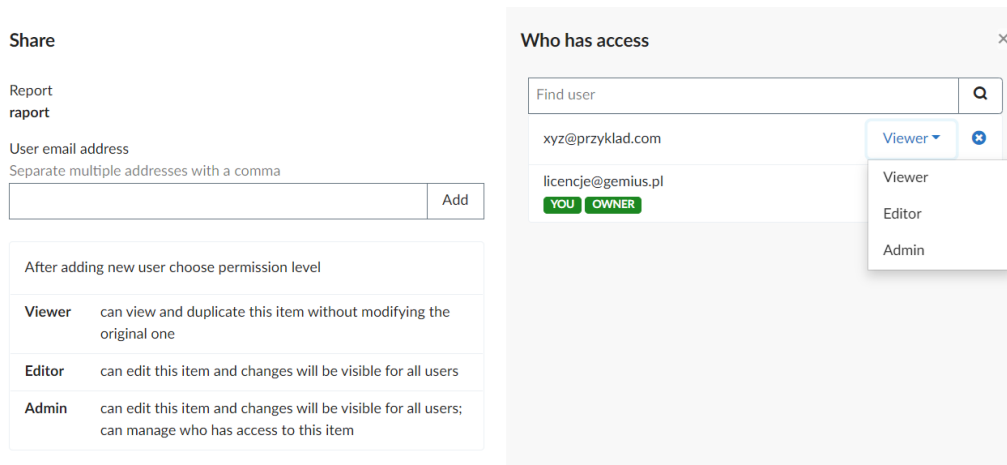 Share
Report
raport
User email address
Separate multiple addresses with a comma
Add
After adding new user choose permission level
Viewer can view and duplicate this item without modifying the
original one
Editor can edit this item and changes will be visible for all users
Admin can edit this item and changes will be visible for all users;
can manage who has access to this item
Who has access
Find user
xyz@przyklad.com Viewer
licencje@gemius.pl
YOU OWNER
Viewer
Editor
Admin